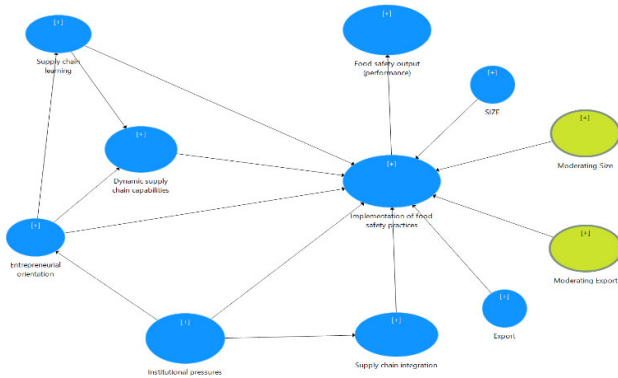 [+]
Supply chain
learning
[+]
Food safety output
(performance)
[+]
SIZE
[+]
Moderating Size
[+]
Dynamic supply
chain capabilities
[+]
Implementation of food
safety practices
[+]
Entrepreneurial
orientation
[+]
Moderating Export
[+]
Export
[+]
Institutional pressures
[+]
Supply chain integration